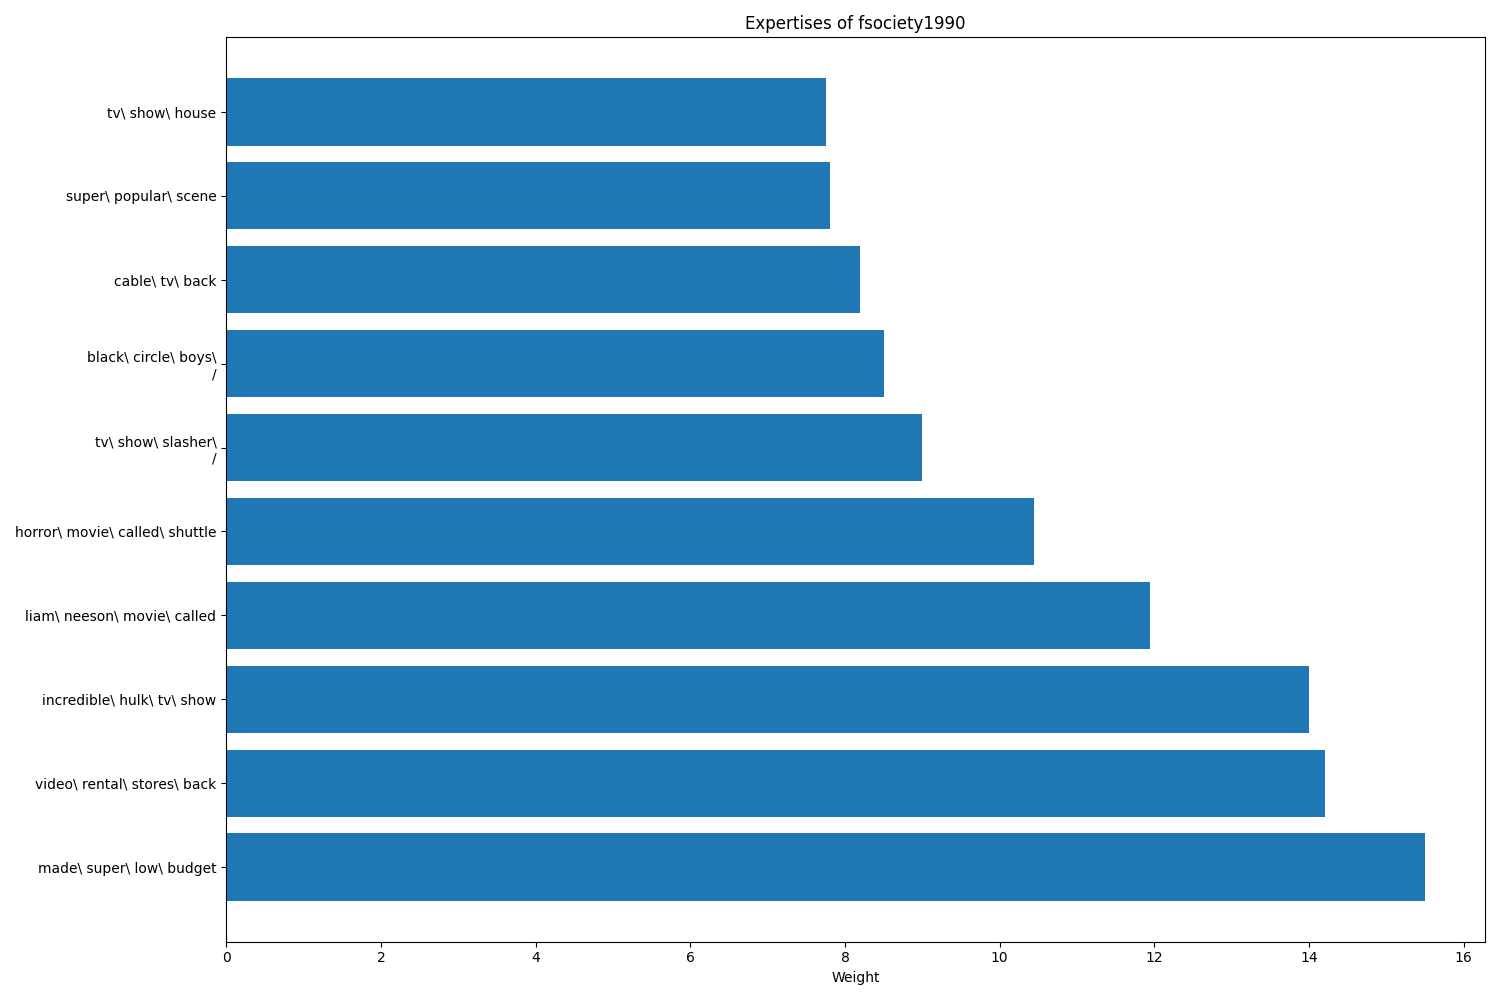 Expertises of fsociety1990
tv\ show\ house
super\ popular\ scene
cable\ tv\ back
black\ circle\ boys\
/
tv\ show\ slasher\
/
horror\ movie\ called\ shuttle
liam\ neeson\ movie\ called
incredible\ hulk\ tv\ show
video\ rental\ stores\ back
made\ super\ low\ budget
0 2 4 6 8 10 12 14 16
Weight